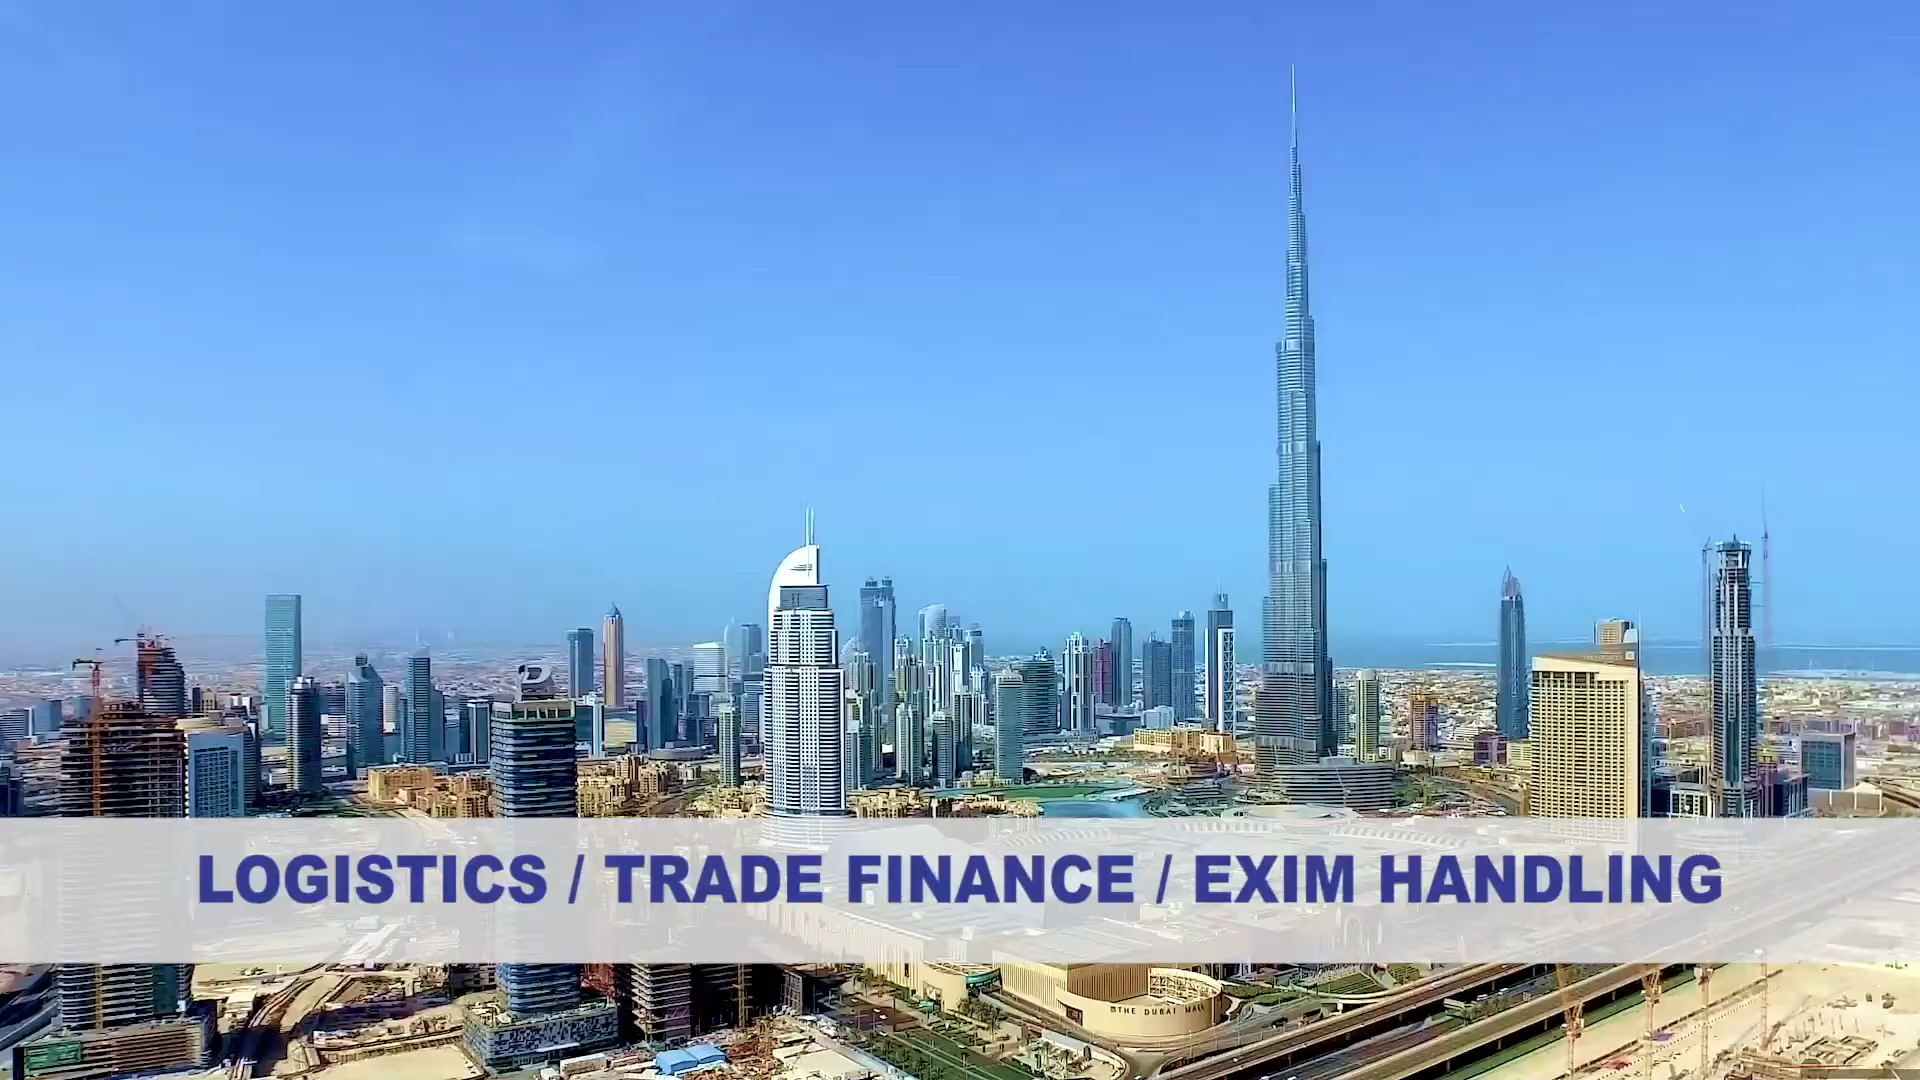 LOGISTICS / TRADE FINANCE / EXIM HANDLING
THE DUBAI MALL